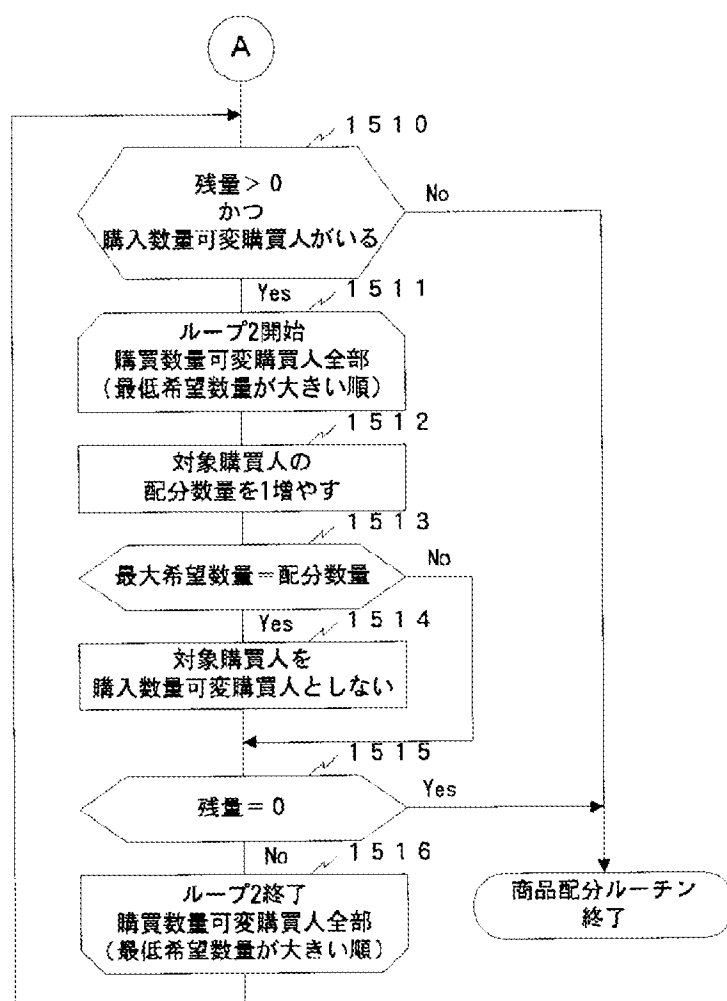 A
1510
残量＞0
かつ
購入数量可変購買人がいる
No
Yes
1511
ループ2開始
購買数量可変購買人全部
（最低希望数量が大きい順）
1512
対象購買人の
配分数量を1増やす
1513
最大希望数量＝配分数量
No
Yes
1514
対象購買人を
購入数量可変購買人としない
1515
残量＝0
Yes
No
1516
ループ2終了
購買数量可変購買人全部
（最低希望数量が大きい順）
商品配分ルーチン
終了